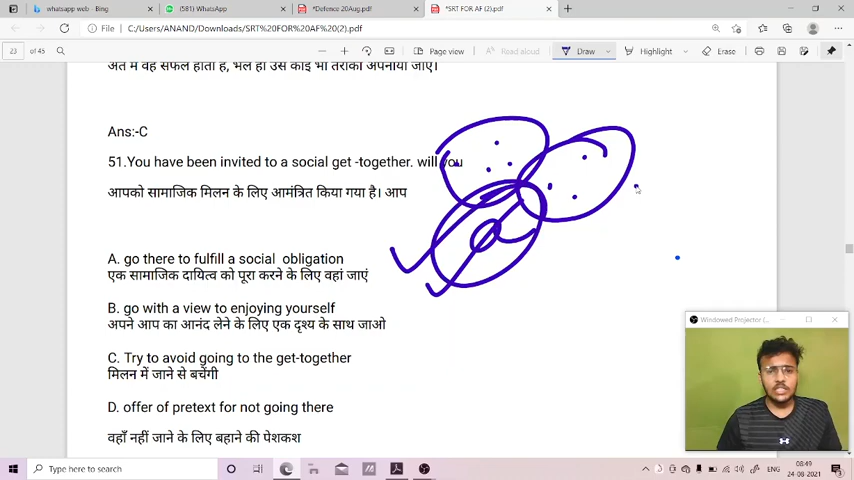 whatsapp web - Bing
(581) WhatsApp
*Defence 20Aug.pdf
*SRT FOR AF (2).pdf
File
C:/Users/ANAND/Downloads/SRT%20FOR%20AF%20(2).pdf
23
of 45
Page view
Read aloud
Draw
Highlight
Erase
अंत में वह सफल होता है, भले ही उसे कोई भी तरीका अपनाया जाए।
Ans:-C
51.You have been invited to a social get -together. will you
आपको सामाजिक मिलन के लिए आमंत्रित किया गया है। आप
A. go there to fulfill a social obligation
एक सामाजिक दायित्व को पूरा करने के लिए वहां जाएं
B. go with a view to enjoying yourself
अपने आप का आनंद लेने के लिए एक दृश्य के साथ जाओ
C. Try to avoid going to the get-together
मिलन में जाने से बचेंगी
D. offer of pretext for not going there
वहाँ नहीं जाने के लिए बहाने की पेशकश
Windowed Projector (
Type here to search
ENG
08:49
24-08-2021